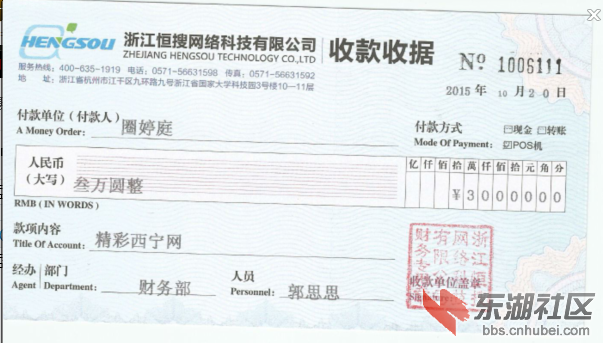 HENGSOU 浙江恒搜网络科技有限公司 收款收据 Nº 1006111
ZHEJIANG HENGSOU TECHNOLOGY CO.,LTD
服务热线：400-635-1919 电话：0571-56631598 传真：0571-56631592
地 址：浙江省杭州市江干区九环路九号浙江省国家大学科技园3号楼10—11层
2015 年 10 月 20 日
付款单位（付款人） 圈婷庭 付款方式 现金 转账
A Money Order: Mode Of Payment: ☑POS机
人民币 亿 仟 佰 拾 萬 仟 佰 拾 元 角 分
（大写） 叁万圆整 ¥ 3 0 0 0 0 0 0
RMB ( IN WORDS )
款项内容 精彩西宁网
Title Of Account:
经办 部门 财务部 人员 郭思思
Agent Department: Personnel:
收款单位盖章
东湖社区
bbs.cnhubei.com